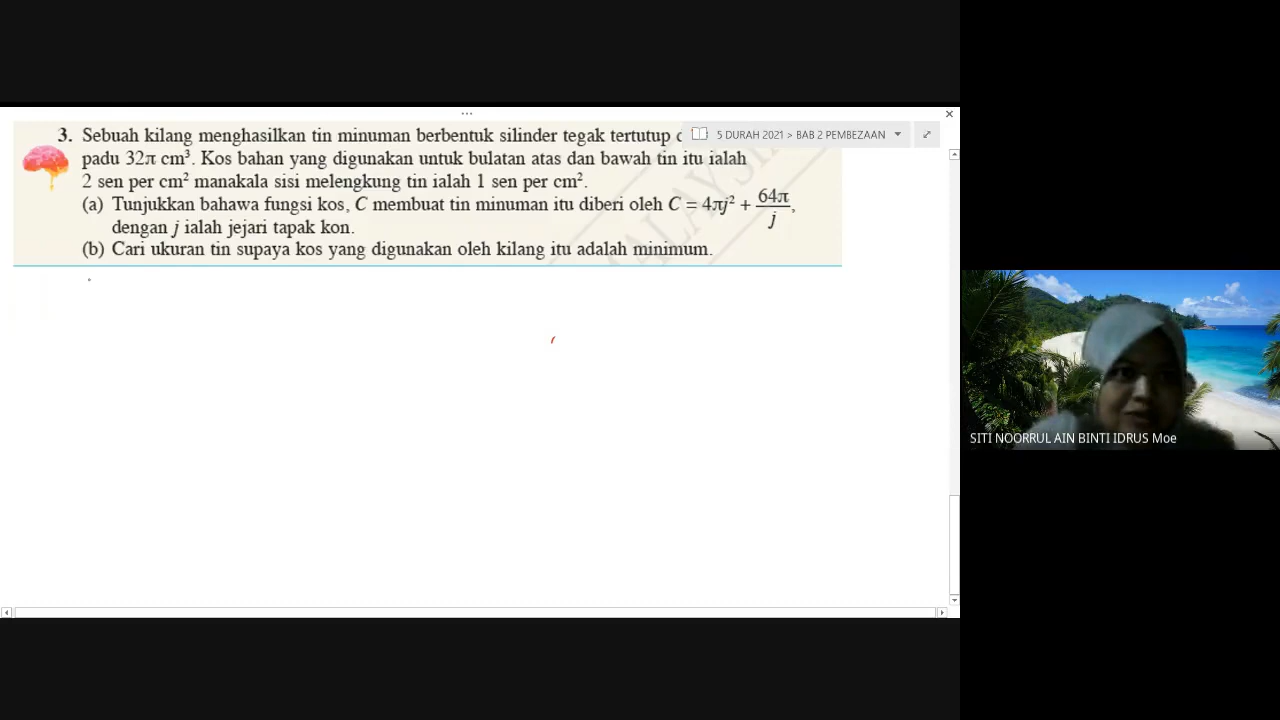 3. Sebuah kilang menghasilkan tin minuman berbentuk silinder tegak tertutup
5 DURAH 2021 > BAB 2 PEMBEZAAN
padu 32π cm³. Kos bahan yang digunakan untuk bulatan atas dan bawah tin itu ialah
2 sen per cm² manakala sisi melengkung tin ialah 1 sen per cm².
(a) Tunjukkan bahawa fungsi kos, C membuat tin minuman itu diberi oleh C = 4πj² + 64π/j,
dengan j ialah jejari tapak kon.
(b) Cari ukuran tin supaya kos yang digunakan oleh kilang itu adalah minimum.
SITI NOORRUL AIN BINTI IDRUS Moe